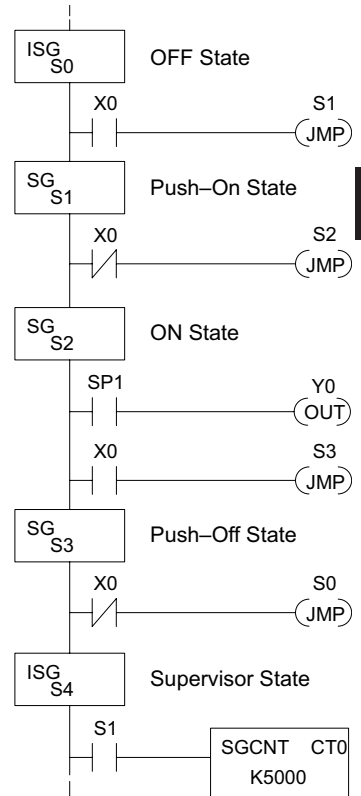 ISG
S0
OFF State
X0
S1
JMP
SG
S1
Push–On State
X0
S2
JMP
SG
S2
ON State
SP1
Y0
OUT
X0
S3
JMP
SG
S3
Push–Off State
X0
S0
JMP
ISG
S4
Supervisor State
S1
SGCNT CT0
K5000